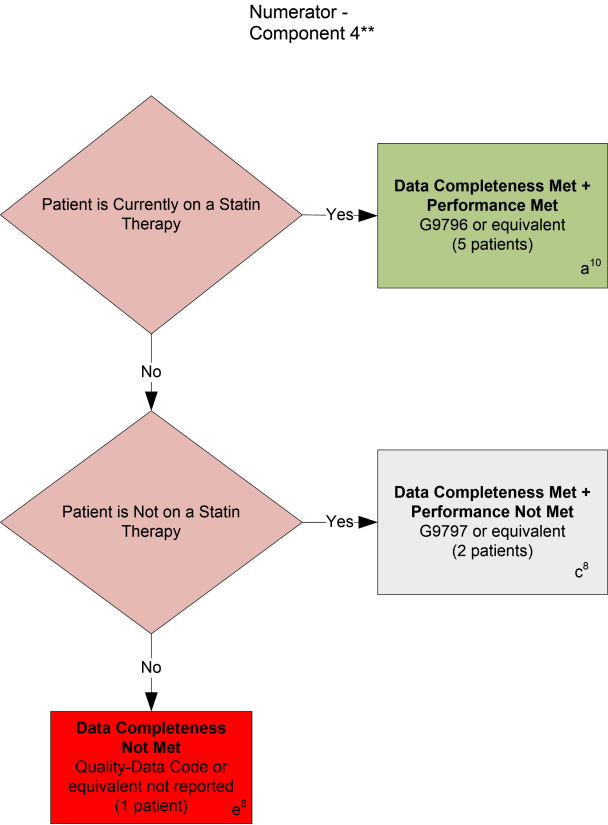 Numerator -
Component 4**
Patient is Currently on a Statin
Therapy
Yes
Data Completeness Met +
Performance Met
G9796 or equivalent
(5 patients)
a10
No
Patient is Not on a Statin
Therapy
Yes
Data Completeness Met +
Performance Not Met
G9797 or equivalent
(2 patients)
c8
No
Data Completeness
Not Met
Quality-Data Code or
equivalent not reported
(1 patient)
e8